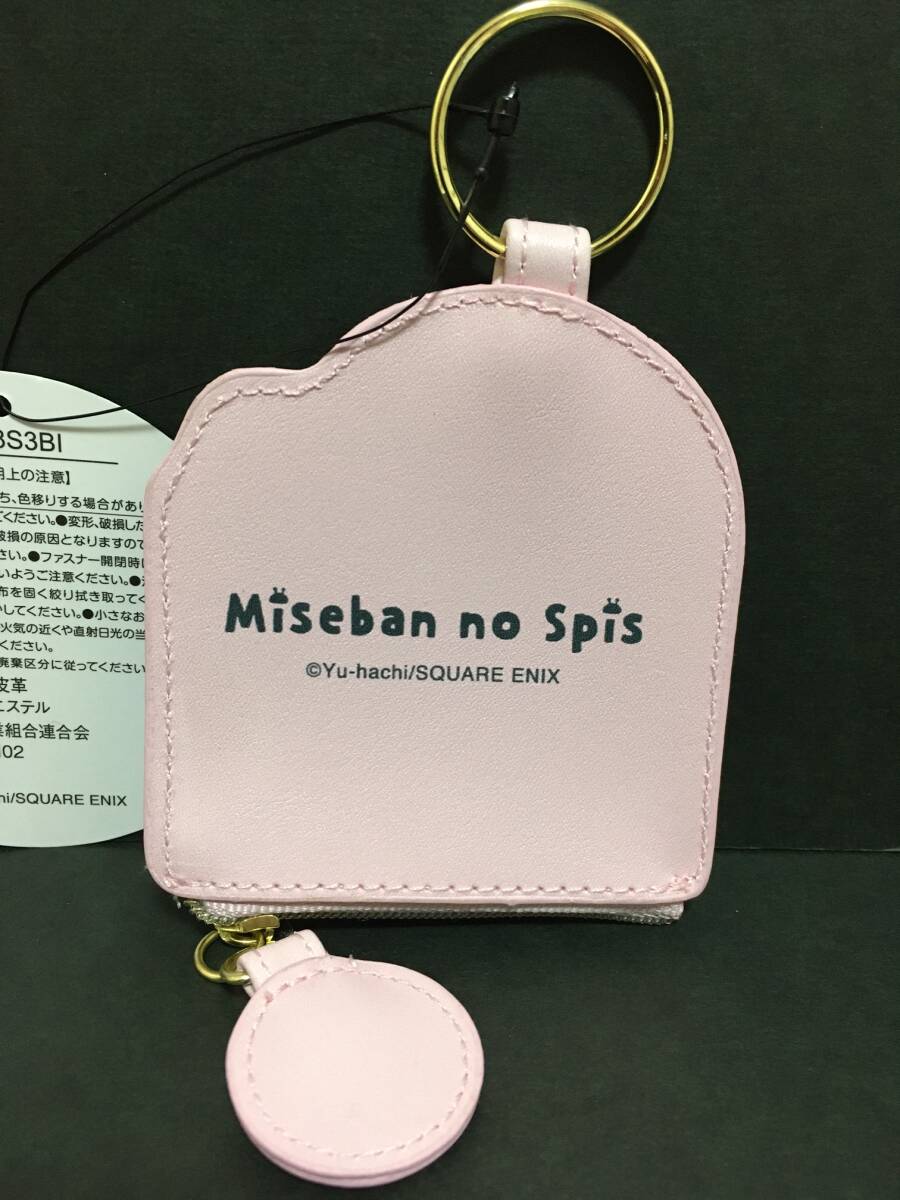 3S3BI
用上の注意】
ち、色移りする場合があり
ください。●変形、破損した
破損の原因となりますので
さい。●ファスナー開閉時に
いようご注意ください。●
布を固く絞り拭き取ってく
してください。●小さなお
火気の近くや直射日光の当
ください。
廃棄区分に従ってください
皮革
エステル
業組合連合会
02
hi/SQUARE ENIX
Miseban no Spis
©Yu-hachi/SQUARE ENIX